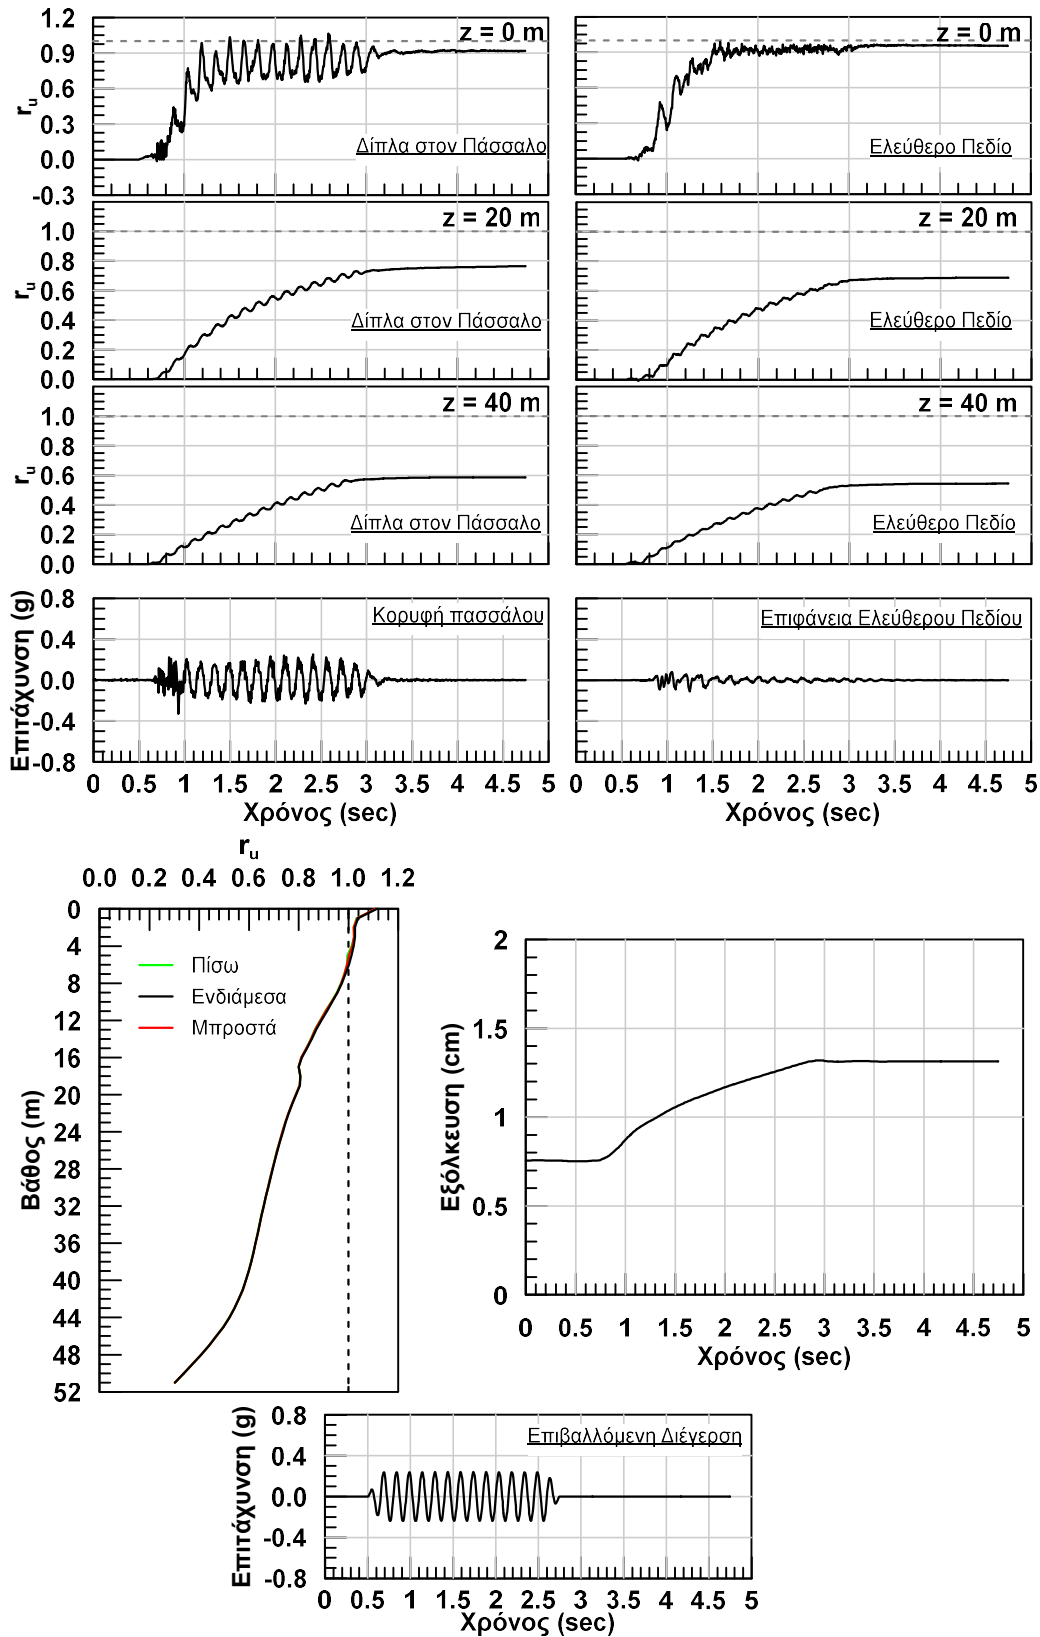 1.2
0.9
0.6
0.3
0.0
-0.3
r_u
z = 0 m
Δίπλα στον Πάσσαλο
z = 0 m
Ελεύθερο Πεδίο
1.0
0.8
0.6
0.4
0.2
0.0
r_u
z = 20 m
Δίπλα στον Πάσσαλο
z = 20 m
Ελεύθερο Πεδίο
1.0
0.8
0.6
0.4
0.2
0.0
r_u
z = 40 m
Δίπλα στον Πάσσαλο
z = 40 m
Ελεύθερο Πεδίο
0.8
0.4
0.0
-0.4
-0.8
Επιτάχυνση (g)
Κορυφή πασσάλου
Επιφάνεια Ελεύθερου Πεδίου
0 0.5 1 1.5 2 2.5 3 3.5 4 4.5 5
Χρόνος (sec)
0 0.5 1 1.5 2 2.5 3 3.5 4 4.5 5
Χρόνος (sec)
r_u
0.0 0.2 0.4 0.6 0.8 1.0 1.2
0
4
8
12
16
20
24
28
32
36
40
44
48
52
Βάθος (m)
Πίσω
Ενδιάμεσα
Μπροστά
2
1.5
1
0.5
0
Εξόλκευση (cm)
0 0.5 1 1.5 2 2.5 3 3.5 4 4.5 5
Χρόνος (sec)
0.8
0.4
0.0
-0.4
-0.8
Επιτάχυνση (g)
Επιβαλλόμενη Διέγερση
0 0.5 1 1.5 2 2.5 3 3.5 4 4.5 5
Χρόνος (sec)